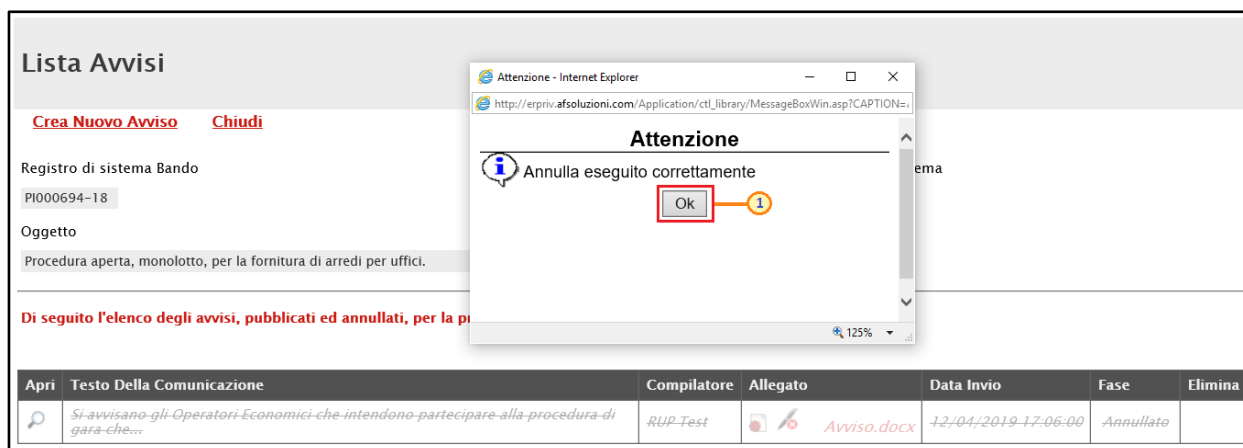 Lista Avvisi
Attenzione - Internet Explorer
http://erpriv.afsoluzioni.com/Application/ctl_library/MessageBoxWin.asp?CAPTION=
Attenzione
Annulla eseguito correttamente
Ok
1
125%
Crea Nuovo Avviso Chiudi
Registro di sistema Bando
ema
PI000694-18
Oggetto
Procedura aperta, monolotto, per la fornitura di arredi per uffici.
Di seguito l'elenco degli avvisi, pubblicati ed annullati, per la p
Apri Testo Della Comunicazione Compilatore Allegato Data Invio Fase Elimina
Si avvisano gli Operatori Economici che intendono partecipare alla procedura di
gara che...
RUP Test Avviso.docx 12/04/2019 17:06:00 Annullato